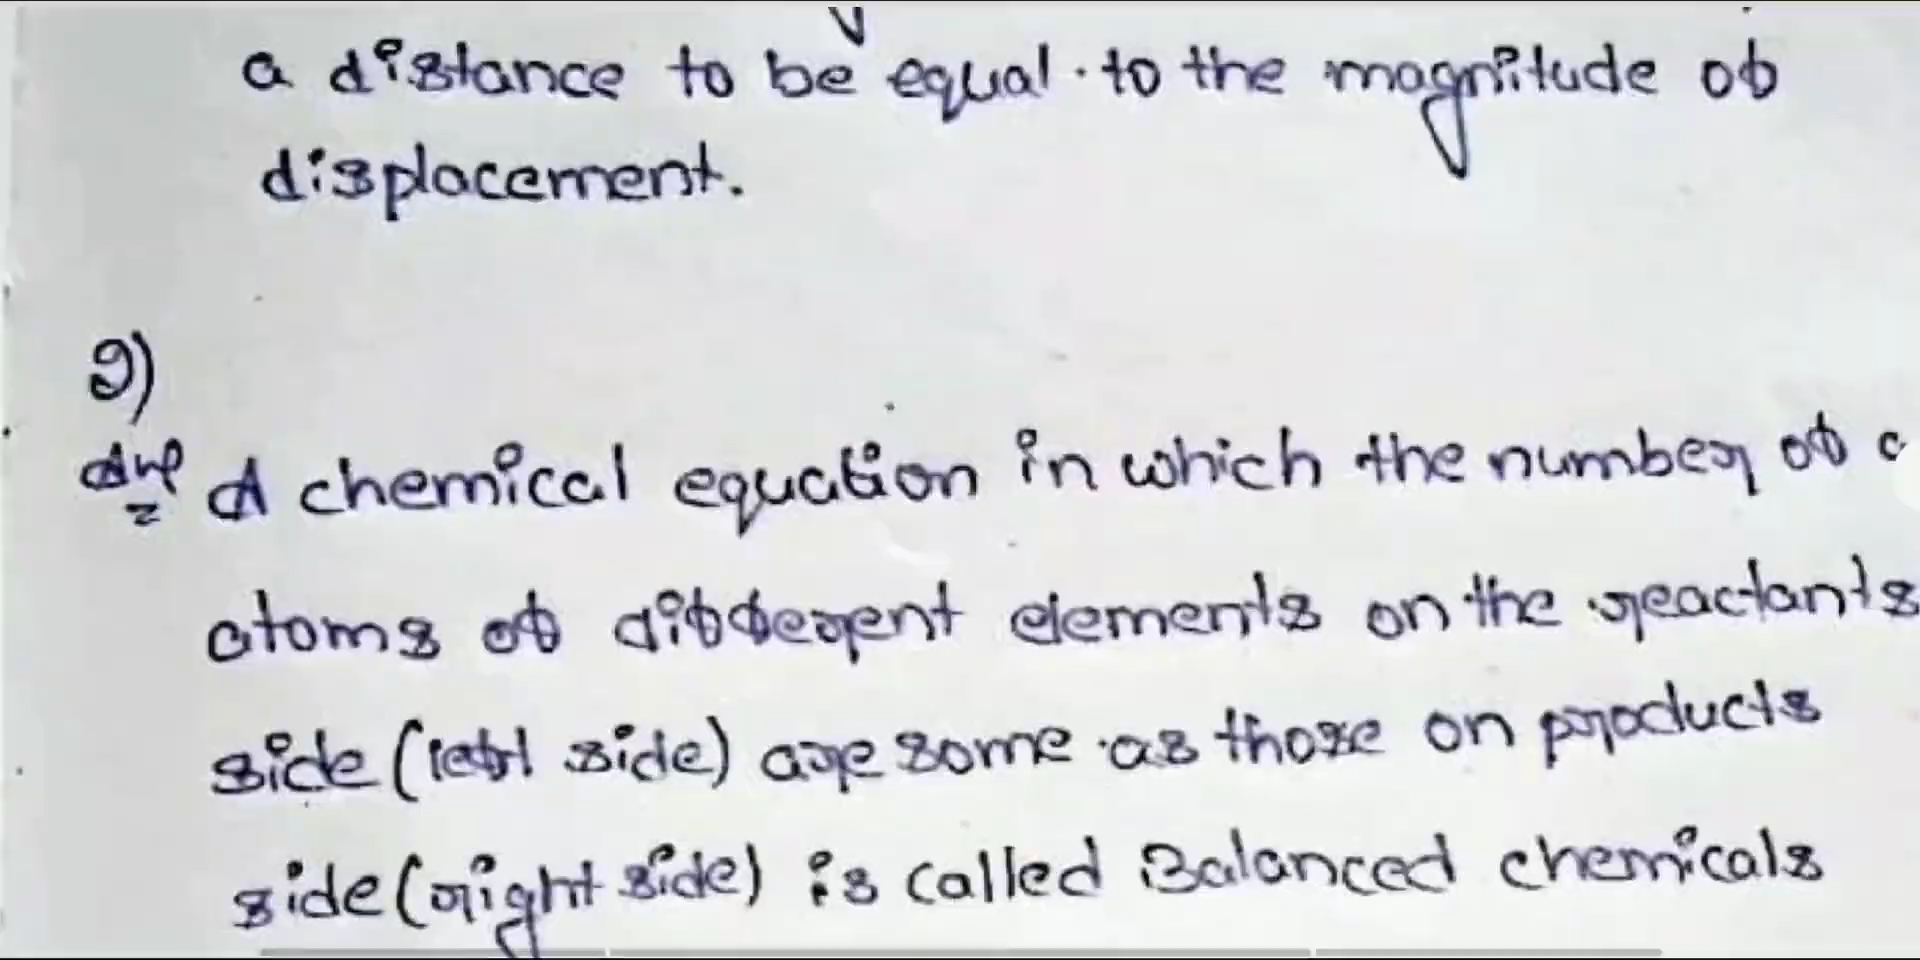 a distance to be equal to the magnitude of
displacement.
2)
Ans A chemical equation in which the number of
atoms of different elements on the reactants
side (left side) are same as those on products
side (right side) is called Balanced chemicals